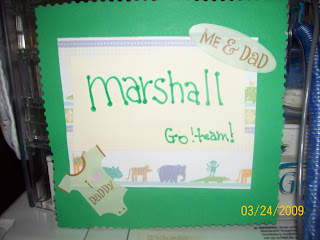 ME & DAD
marshall
Go! team!
I
DADDY
03/24/2009